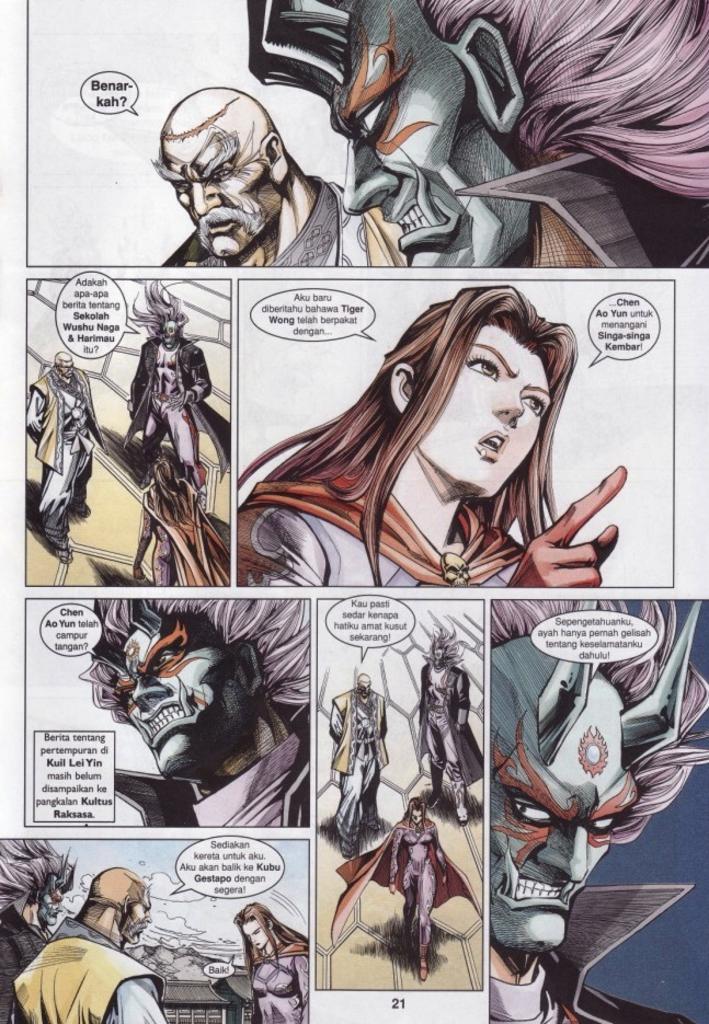 Benar-
kah?
Adakah
apa-apa
berita tentang
Sekolah
Wushu Naga
& Harimau
itu?
Aku baru
diberitahu bahawa Tiger
Wong telah berpakat
dengan...
...Chen
Ao Yun untuk
menangani
Singa-singa
Kembar!
Chen
Ao Yun telah
campur
tangan?
Berita tentang
pertempuran di
Kuil Lei Yin
masih belum
disampaikan ke
pangkalan Kultus
Raksasa.
Kau pasti
sedar kenapa
hatiku amat kusut
sekarang!
Sepengetahuanku,
ayah hanya pernah gelisah
tentang keselamatanku
dahulu!
Sediakan
kereta untuk aku.
Aku akan balik ke Kubu
Gestapo dengan
segera!
Baik!
21